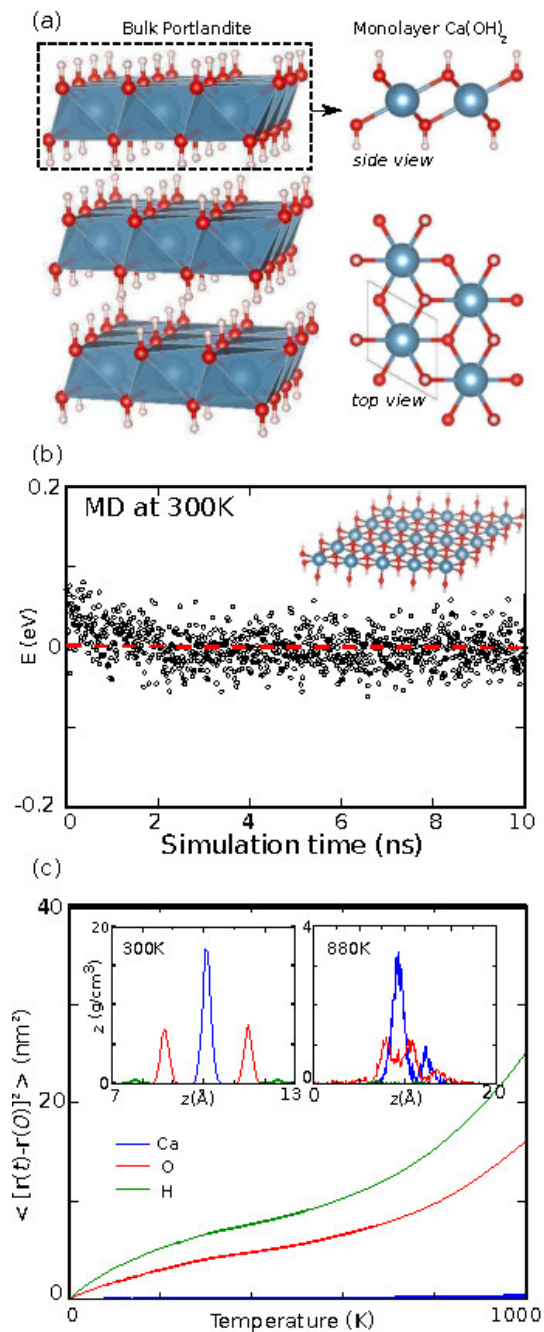 (a)
Bulk Portlandite
Monolayer Ca(OH)2
side view
top view
(b)
0.2
MD at 300K
E (eV)
0
-0.2
0 2 4 6 8 10
Simulation time (ns)
(c)
40
20
300K
2 (g/cm3)
0
7 z(Å) 13
4
880K
0
0 z(Å) 20
< [r(t)-r(0)]2 > (nm2)
20
Ca
O
H
0
0 Temperature (K) 1000